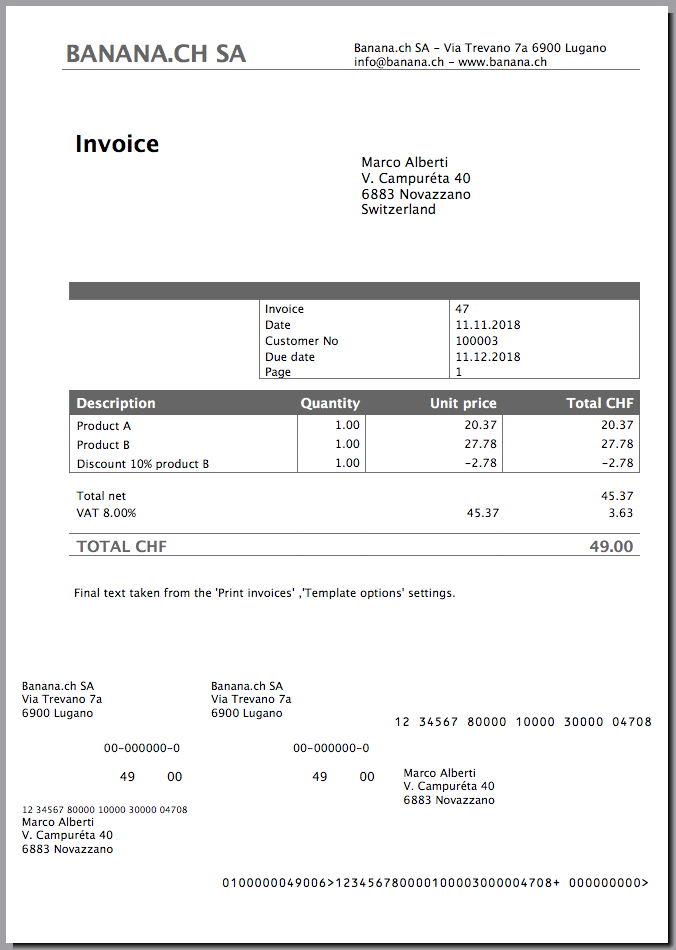 BANANA.CH SA
Banana.ch SA – Via Trevano 7a 6900 Lugano
info@banana.ch – www.banana.ch
Invoice
Marco Alberti
V. Campuréta 40
6883 Novazzano
Switzerland
Invoice 47
Date 11.11.2018
Customer No 100003
Due date 11.12.2018
Page 1
Description Quantity Unit price Total CHF
Product A 1.00 20.37 20.37
Product B 1.00 27.78 27.78
Discount 10% product B 1.00 -2.78 -2.78
Total net 45.37
VAT 8.00% 45.37 3.63
TOTAL CHF 49.00
Final text taken from the 'Print invoices' ,'Template options' settings.
Banana.ch SA Banana.ch SA
Via Trevano 7a Via Trevano 7a
6900 Lugano 6900 Lugano
12 34567 80000 10000 30000 04708
00-000000-0 00-000000-0
49 00 49 00
Marco Alberti
V. Campuréta 40
6883 Novazzano
12 34567 80000 10000 30000 04708
Marco Alberti
V. Campuréta 40
6883 Novazzano
0100000049006>123456780000100003000004708+ 000000000>